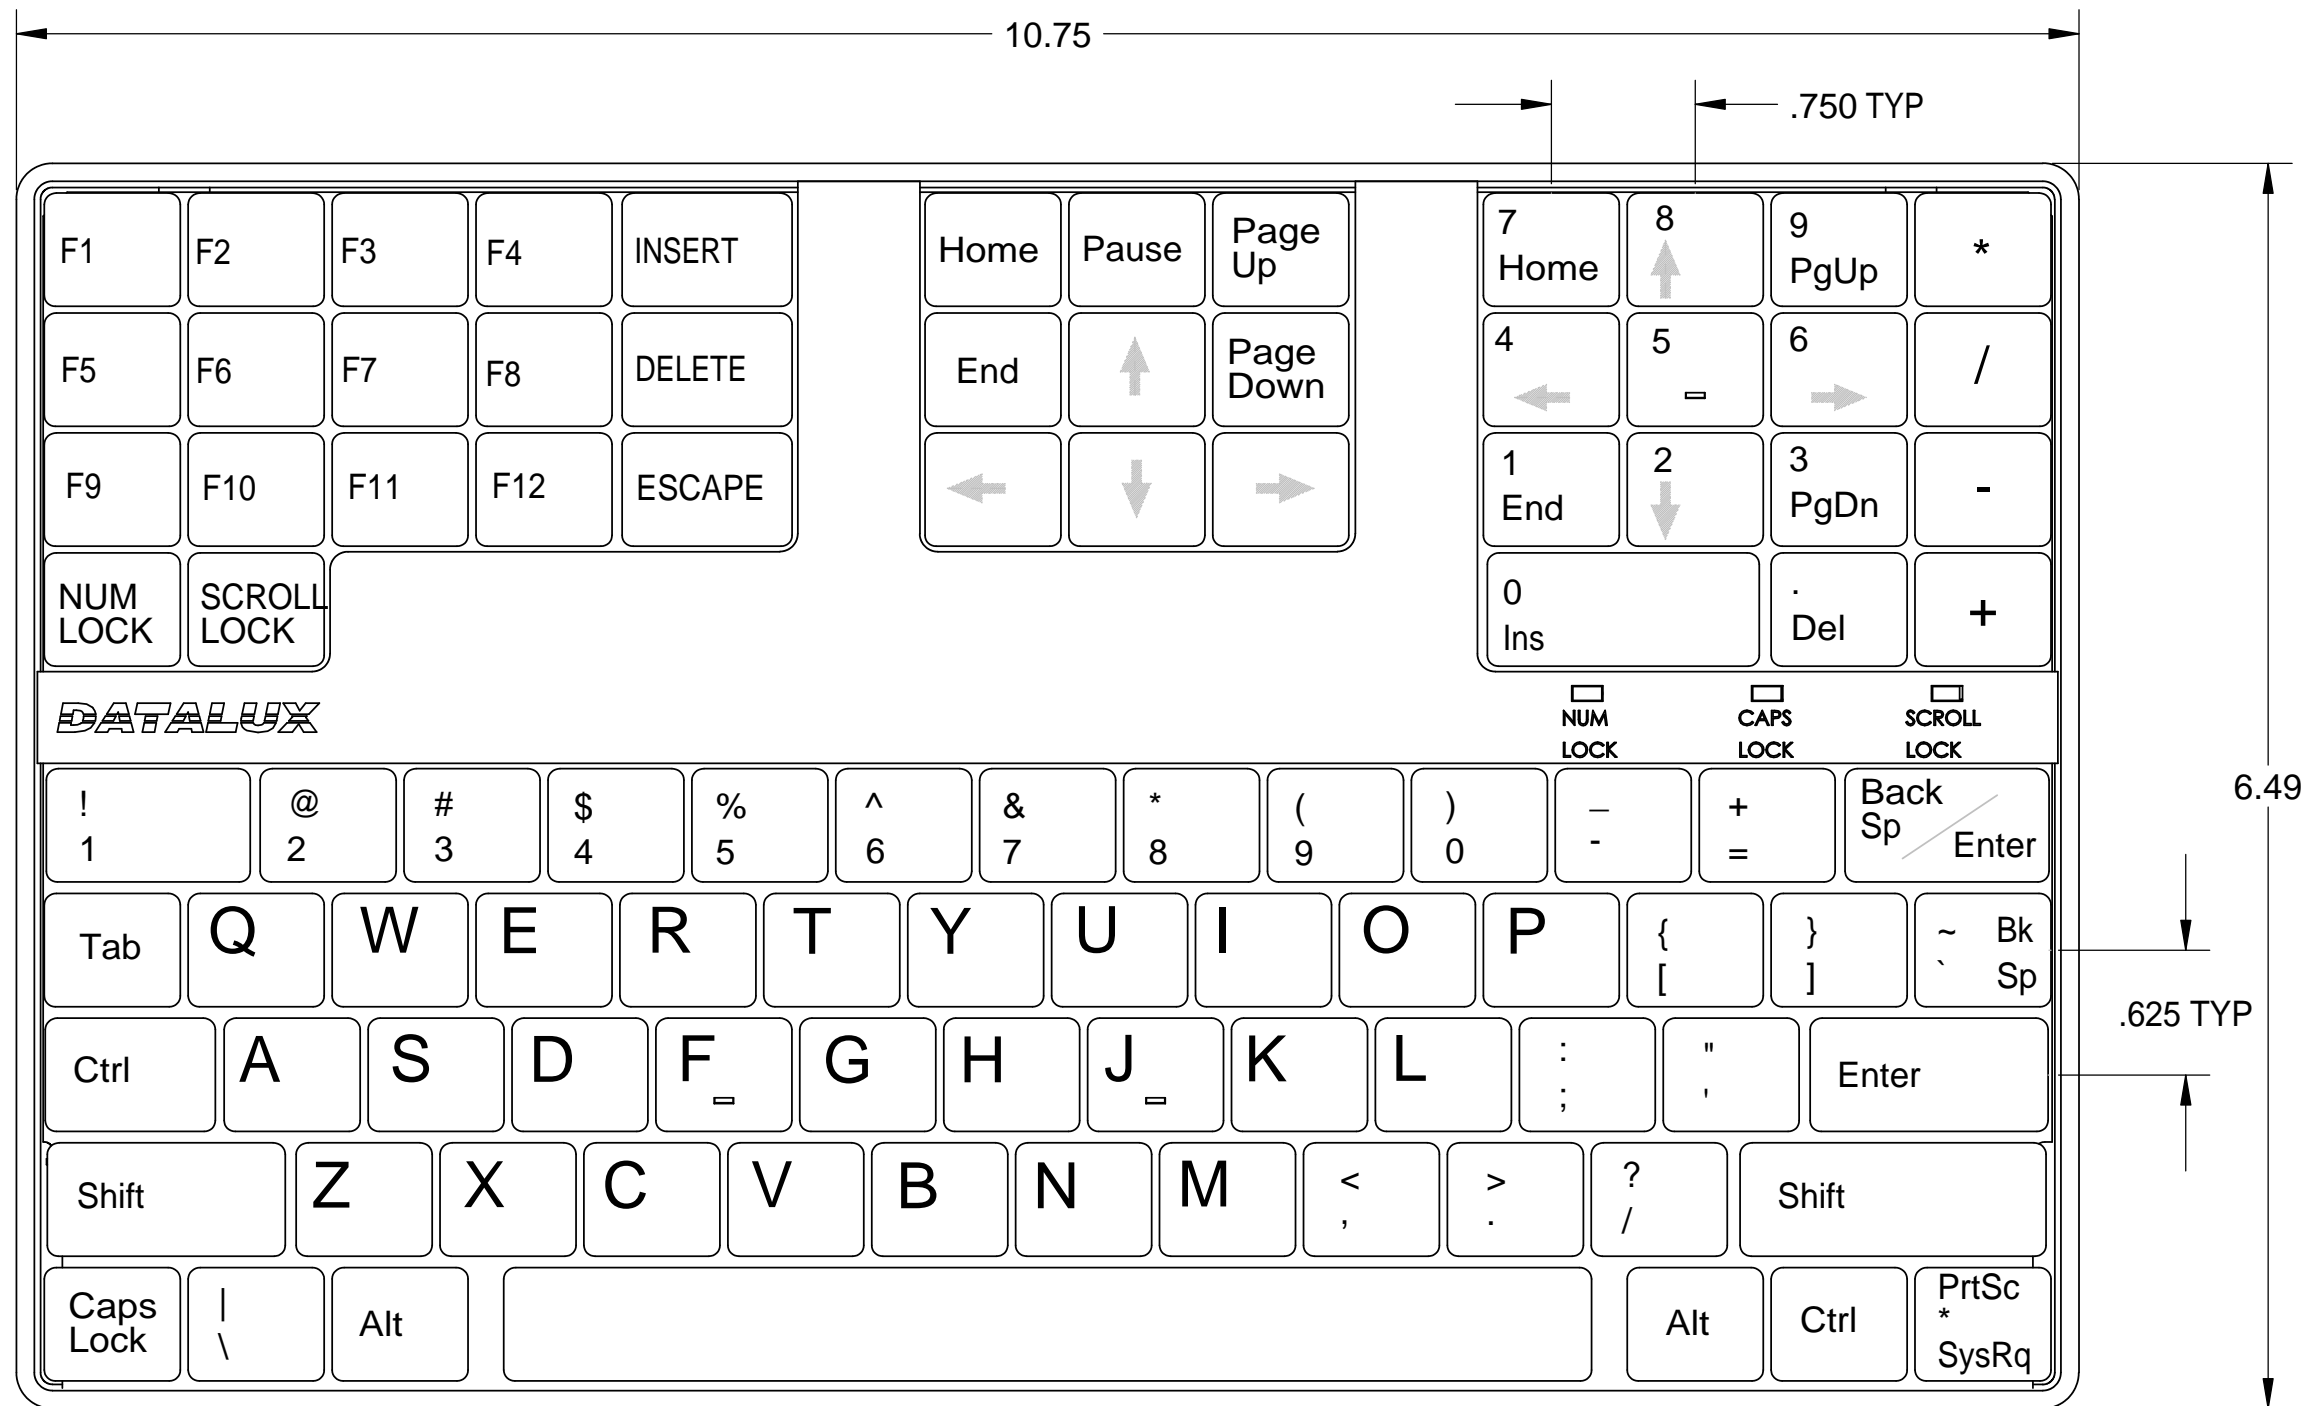 10.75
.750 TYP
F1 F2 F3 F4 INSERT Home Pause Page Up 7 Home 8 9 PgUp *
F5 F6 F7 F8 DELETE End Page Down 4 5 6 /
F9 F10 F11 F12 ESCAPE 1 End 2 3 PgDn -
NUM LOCK SCROLL LOCK 0 Ins . Del +
DATALUX NUM LOCK CAPS LOCK SCROLL LOCK
6.49
! 1 @ 2 # 3 $ 4 % 5 ^ 6 & 7 * 8 ( 9 ) 0 _ - + = Back Sp Enter
Tab Q W E R T Y U I O P { [ } ] ~ ` Bk Sp
.625 TYP
Ctrl A S D F G H J K L : ; " ' Enter
Shift Z X C V B N M < , > . ? / Shift
Caps Lock | \ Alt Alt Ctrl PrtSc * SysRq